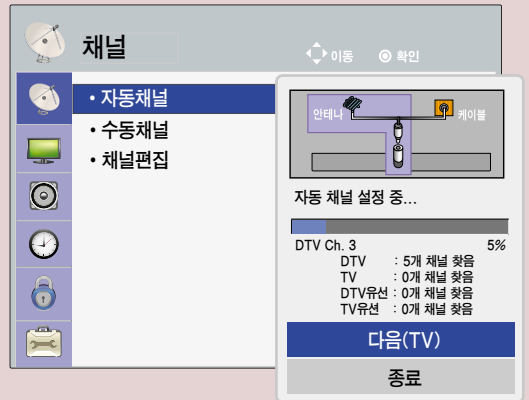 채널
이동 확인
• 자동채널
• 수동채널
• 채널편집
안테나 케이블
자동 채널 설정 중...
DTV Ch. 3 5%
DTV : 5개 채널 찾음
TV : 0개 채널 찾음
DTV유선 : 0개 채널 찾음
TV유선 : 0개 채널 찾음
다음(TV)
종료